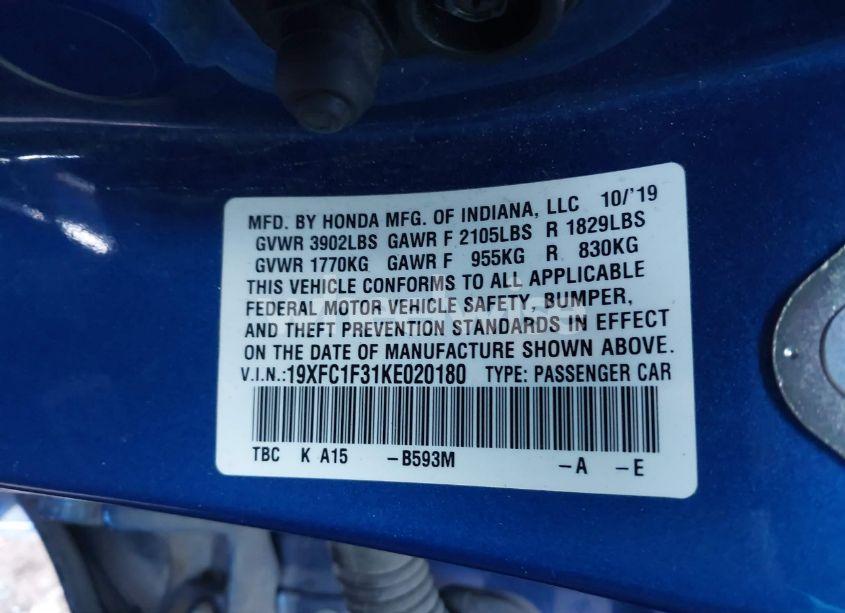 MFD. BY HONDA MFG. OF INDIANA, LLC 10/'19
GVWR 3902LBS GAWR F 2105LBS R 1829LBS
GVWR 1770KG GAWR F 955KG R 830KG
THIS VEHICLE CONFORMS TO ALL APPLICABLE
FEDERAL MOTOR VEHICLE SAFETY, BUMPER,
AND THEFT PREVENTION STANDARDS IN EFFECT
ON THE DATE OF MANUFACTURE SHOWN ABOVE.
V.I.N.:19XFC1F31KE020180 TYPE: PASSENGER CAR
TBC K A15 -B593M -A -E